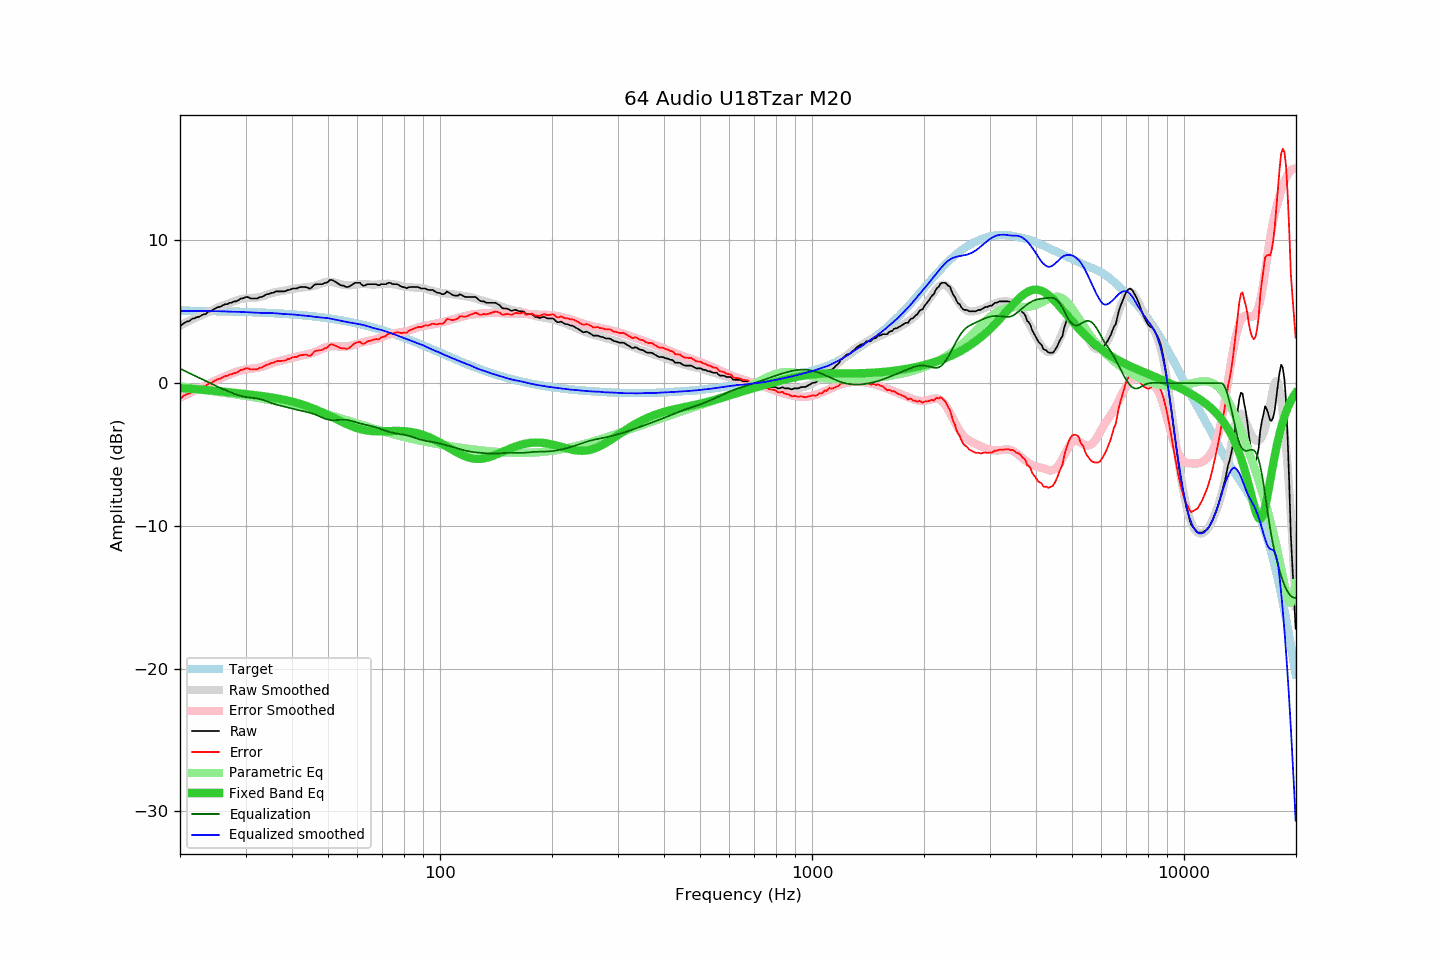 64 Audio U18Tzar M20
10
0
−10
−20
−30
Amplitude (dBr)
Target
Raw Smoothed
Error Smoothed
Raw
Error
Parametric Eq
Fixed Band Eq
Equalization
Equalized smoothed
100
1000
10000
Frequency (Hz)